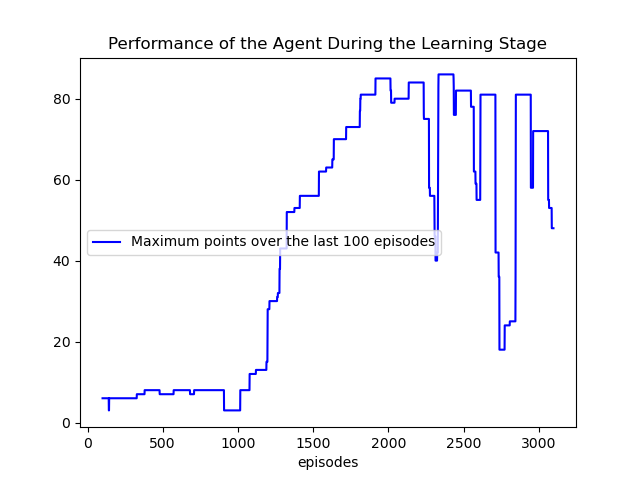 Performance of the Agent During the Learning Stage
80
60
Maximum points over the last 100 episodes
40
20
0
0 500 1000 1500 2000 2500 3000
episodes